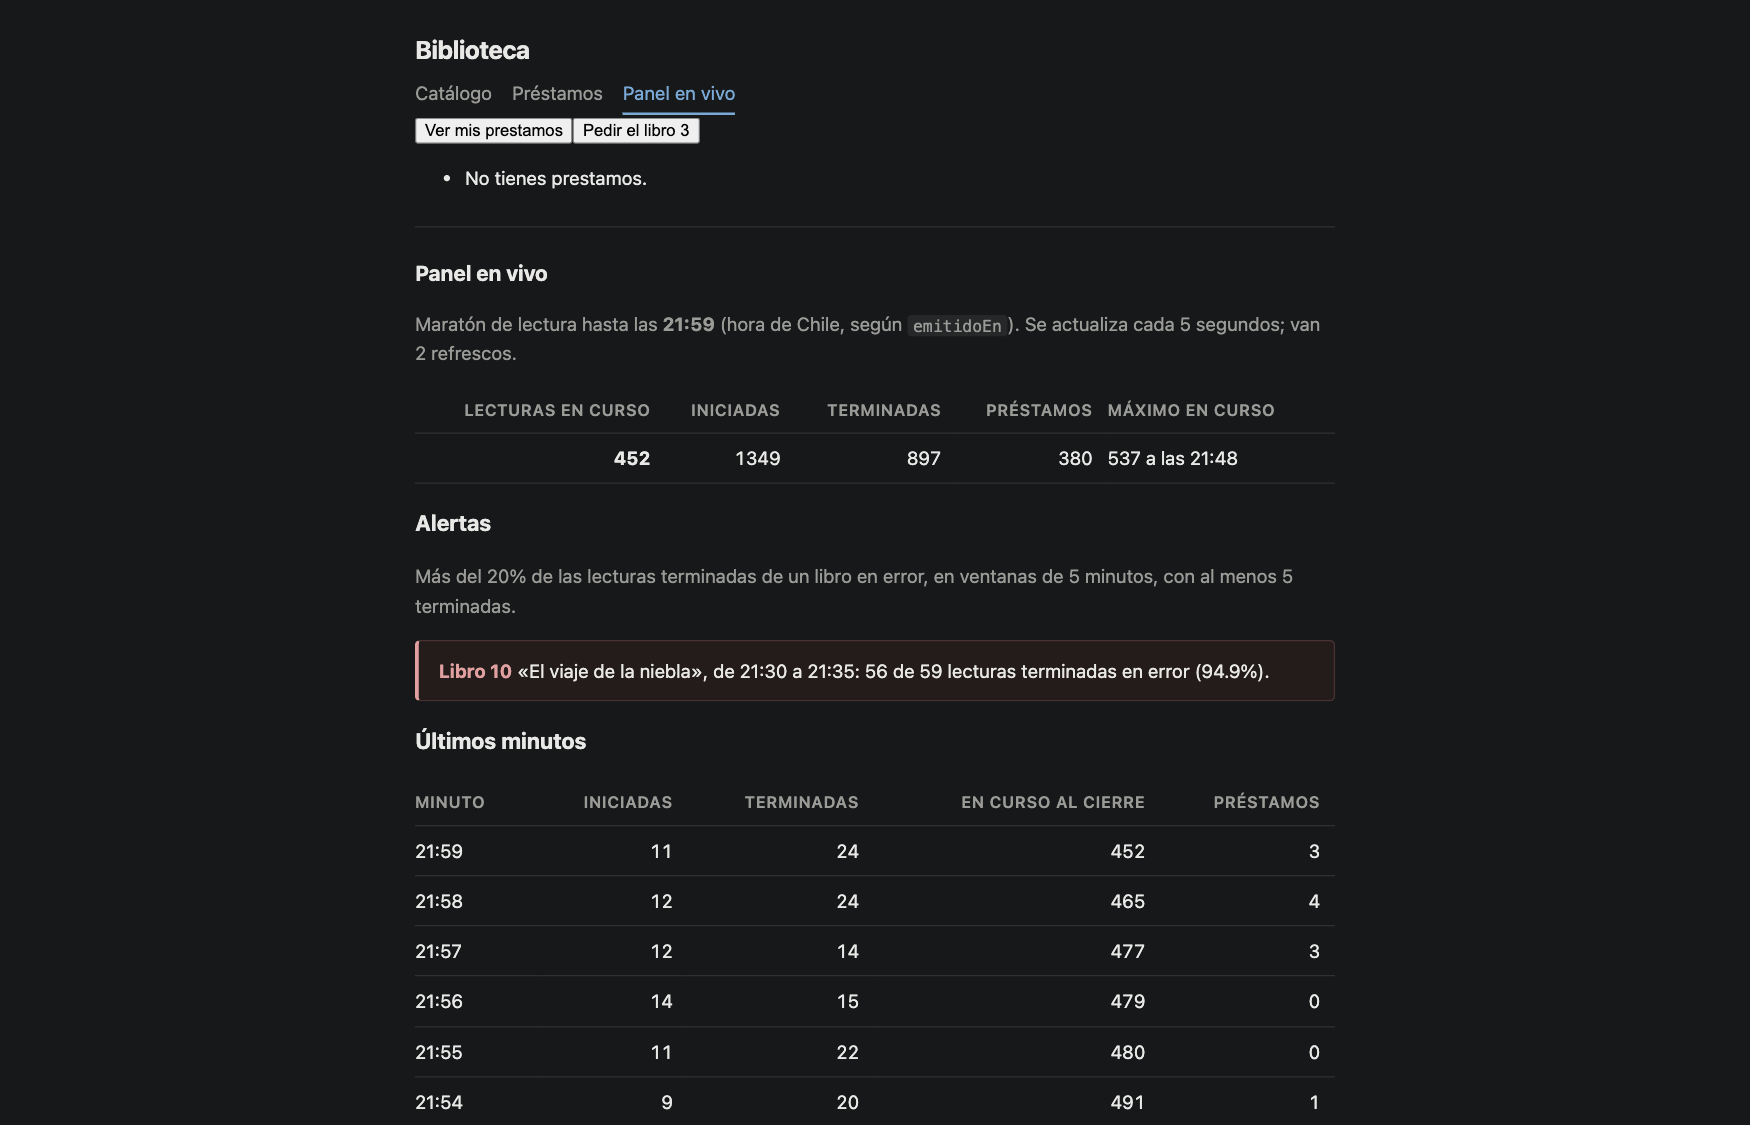 Biblioteca
Catálogo Préstamos Panel en vivo
Ver mis prestamos Pedir el libro 3
• No tienes prestamos.
Panel en vivo
Maratón de lectura hasta las 21:59 (hora de Chile, según emitidoEn). Se actualiza cada 5 segundos; van
2 refrescos.
LECTURAS EN CURSO INICIADAS TERMINADAS PRÉSTAMOS MÁXIMO EN CURSO
452 1349 897 380 537 a las 21:48
Alertas
Más del 20% de las lecturas terminadas de un libro en error, en ventanas de 5 minutos, con al menos 5
terminadas.
Libro 10 «El viaje de la niebla», de 21:30 a 21:35: 56 de 59 lecturas terminadas en error (94.9%).
Últimos minutos
MINUTO INICIADAS TERMINADAS EN CURSO AL CIERRE PRÉSTAMOS
21:59 11 24 452 3
21:58 12 24 465 4
21:57 12 14 477 3
21:56 14 15 479 0
21:55 11 22 480 0
21:54 9 20 491 1